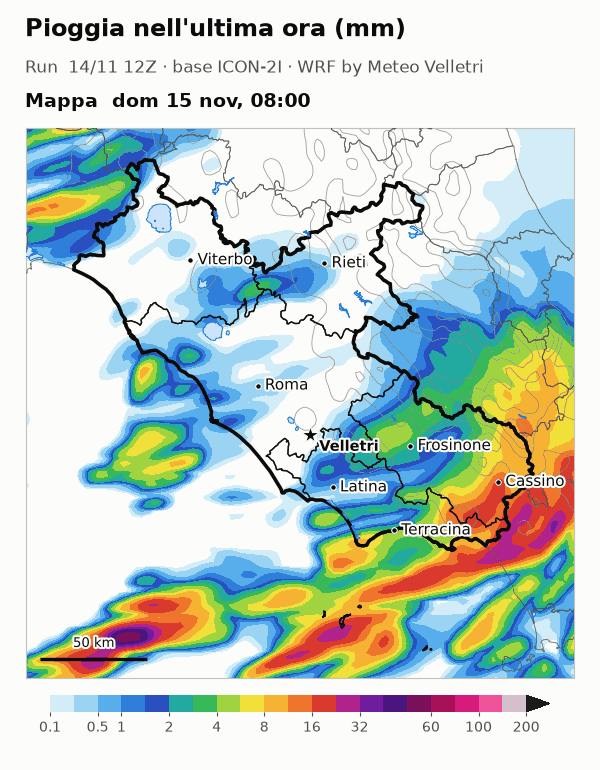 Pioggia nell'ultima ora (mm)
Run 14/11 12Z · base ICON-2I · WRF by Meteo Velletri
Mappa dom 15 nov, 08:00
Viterbo
Rieti
Roma
Velletri
Frosinone
Latina
Cassino
Terracina
50 km
0.1 0.5 1 2 4 8 16 32 60 100 200